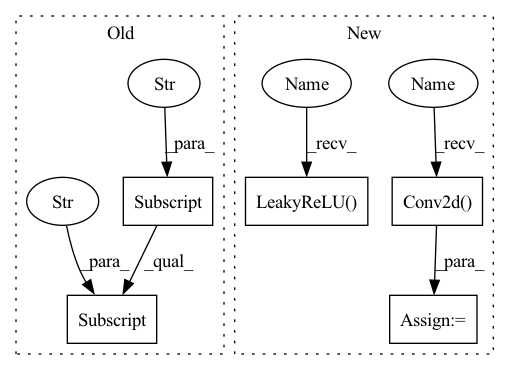 Old
New
Str
Name
Name
_para_
_recv_
_recv_
Str
Subscript
LeakyReLU()
Conv2d()
_para_
_qual_
_para_
Subscript
Assign:=